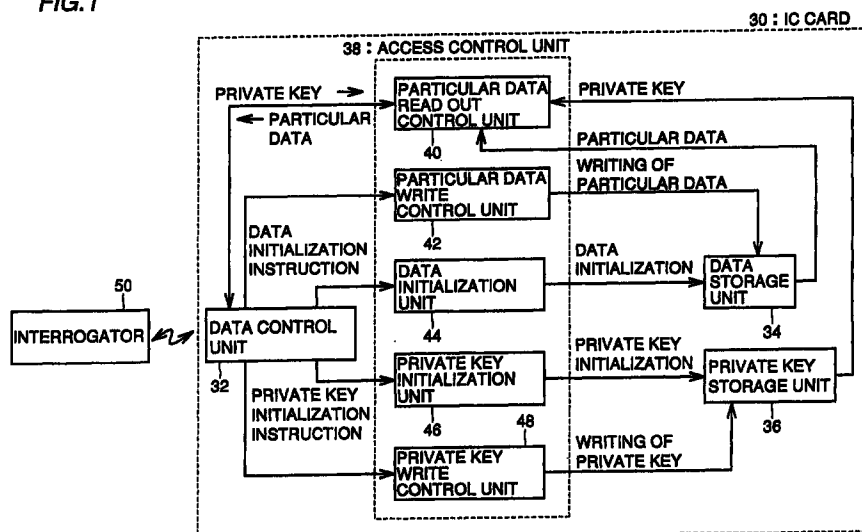 FIG. 1
30 : IC CARD
38 : ACCESS CONTROL UNIT
PRIVATE KEY
PARTICULAR
DATA
PARTICULAR DATA
READ OUT
CONTROL UNIT
40
PRIVATE KEY
PARTICULAR DATA
WRITING OF
PARTICULAR DATA
PARTICULAR DATA
WRITE
CONTROL UNIT
42
DATA
INITIALIZATION
INSTRUCTION
DATA
INITIALIZATION
UNIT
44
DATA
INITIALIZATION
DATA
STORAGE
UNIT
34
50
INTERROGATOR
DATA CONTROL
UNIT
32
PRIVATE KEY
INITIALIZATION
INSTRUCTION
PRIVATE KEY
INITIALIZATION
UNIT
46
PRIVATE KEY
INITIALIZATION
PRIVATE KEY
STORAGE UNIT
36
48
PRIVATE KEY
WRITE
CONTROL UNIT
WRITING OF
PRIVATE KEY